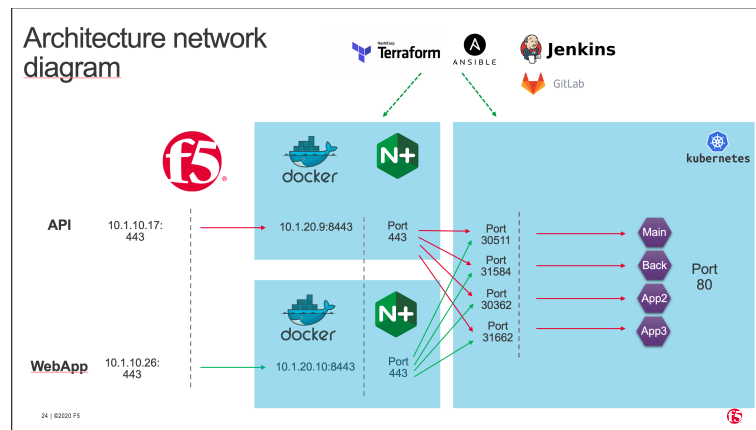 Architecture network
diagram
HashiCorp
Terraform
ANSIBLE
Jenkins
GitLab
f5
docker
N+
kubernetes
API
10.1.10.17:
443
10.1.20.9:8443
Port
443
Port
30511
Main
Port
31584
Back
Port
80
Port
30362
App2
Port
31662
App3
docker
N+
WebApp
10.1.10.26:
443
10.1.20.10:8443
Port
443
24 | ©2020 F5
f5